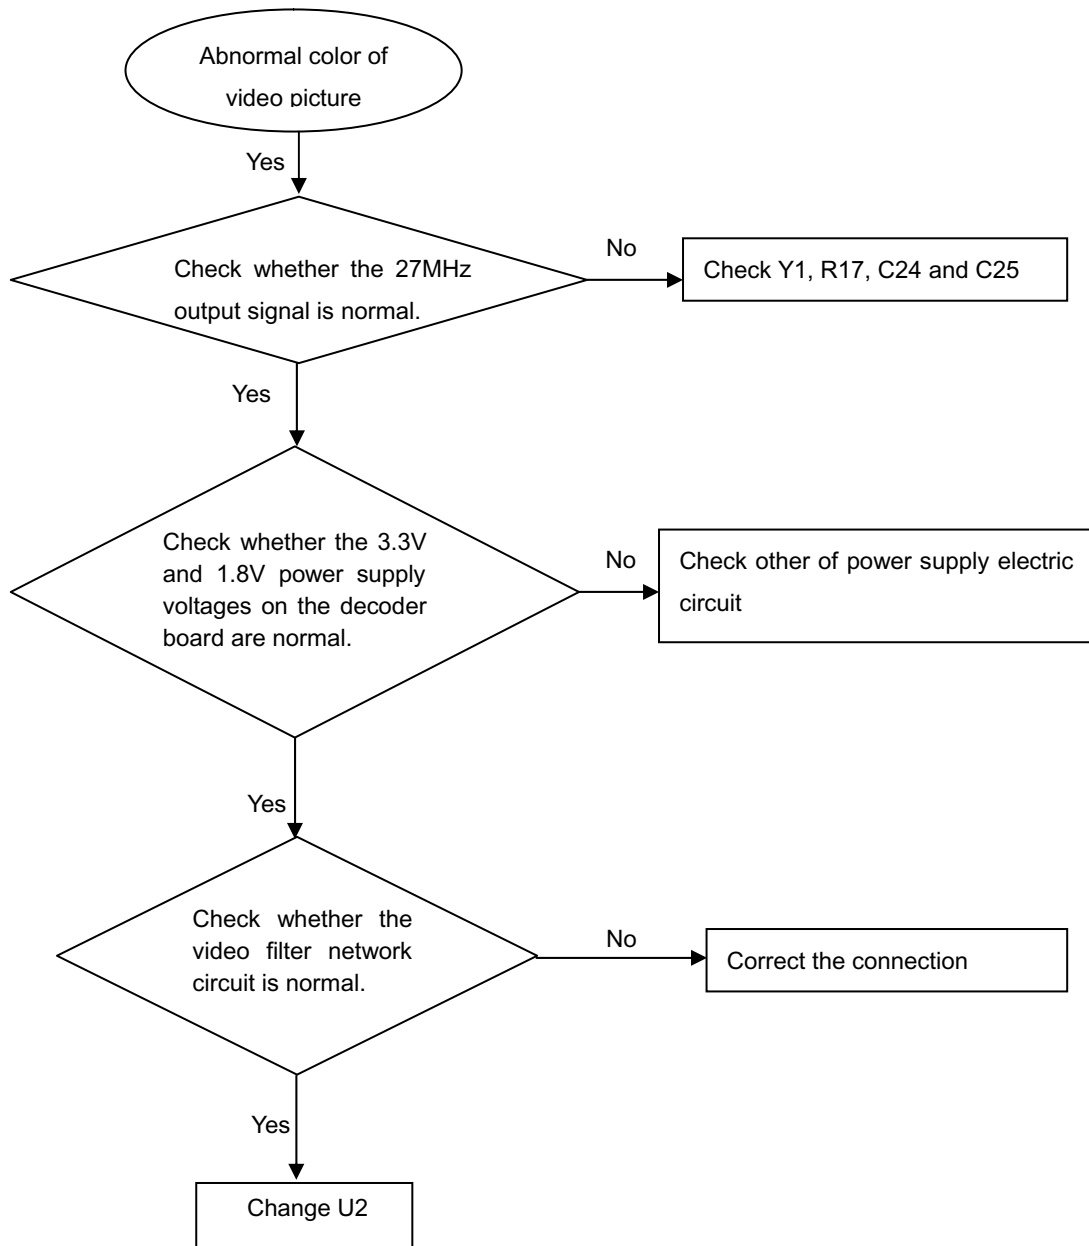 Abnormal color of
video picture
Yes
Check whether the 27MHz
output signal is normal.
No
Check Y1, R17, C24 and C25
Yes
Check whether the 3.3V
and 1.8V power supply
voltages on the decoder
board are normal.
No
Check other of power supply electric
circuit
Yes
Check whether the
video filter network
circuit is normal.
No
Correct the connection
Yes
Change U2